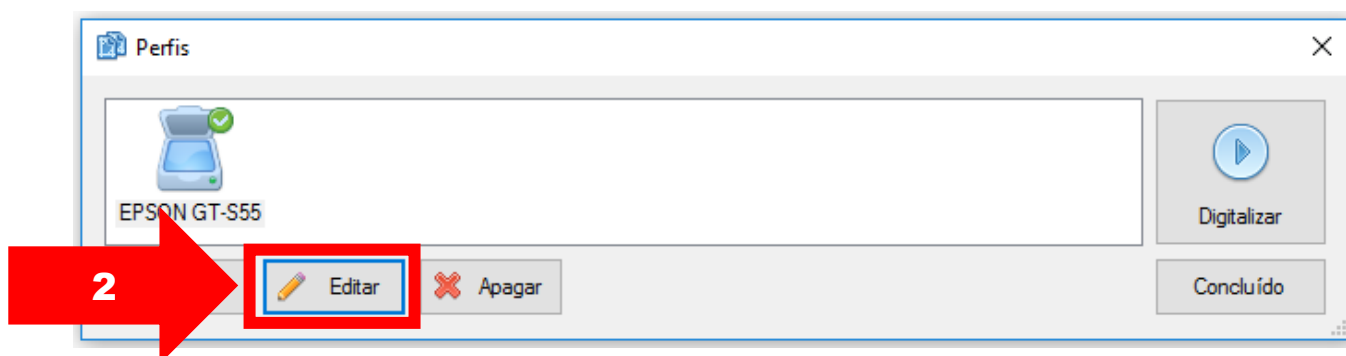 Perfis
EPSON GT-S55
Digitalizar
2
Editar
Apagar
Concluído